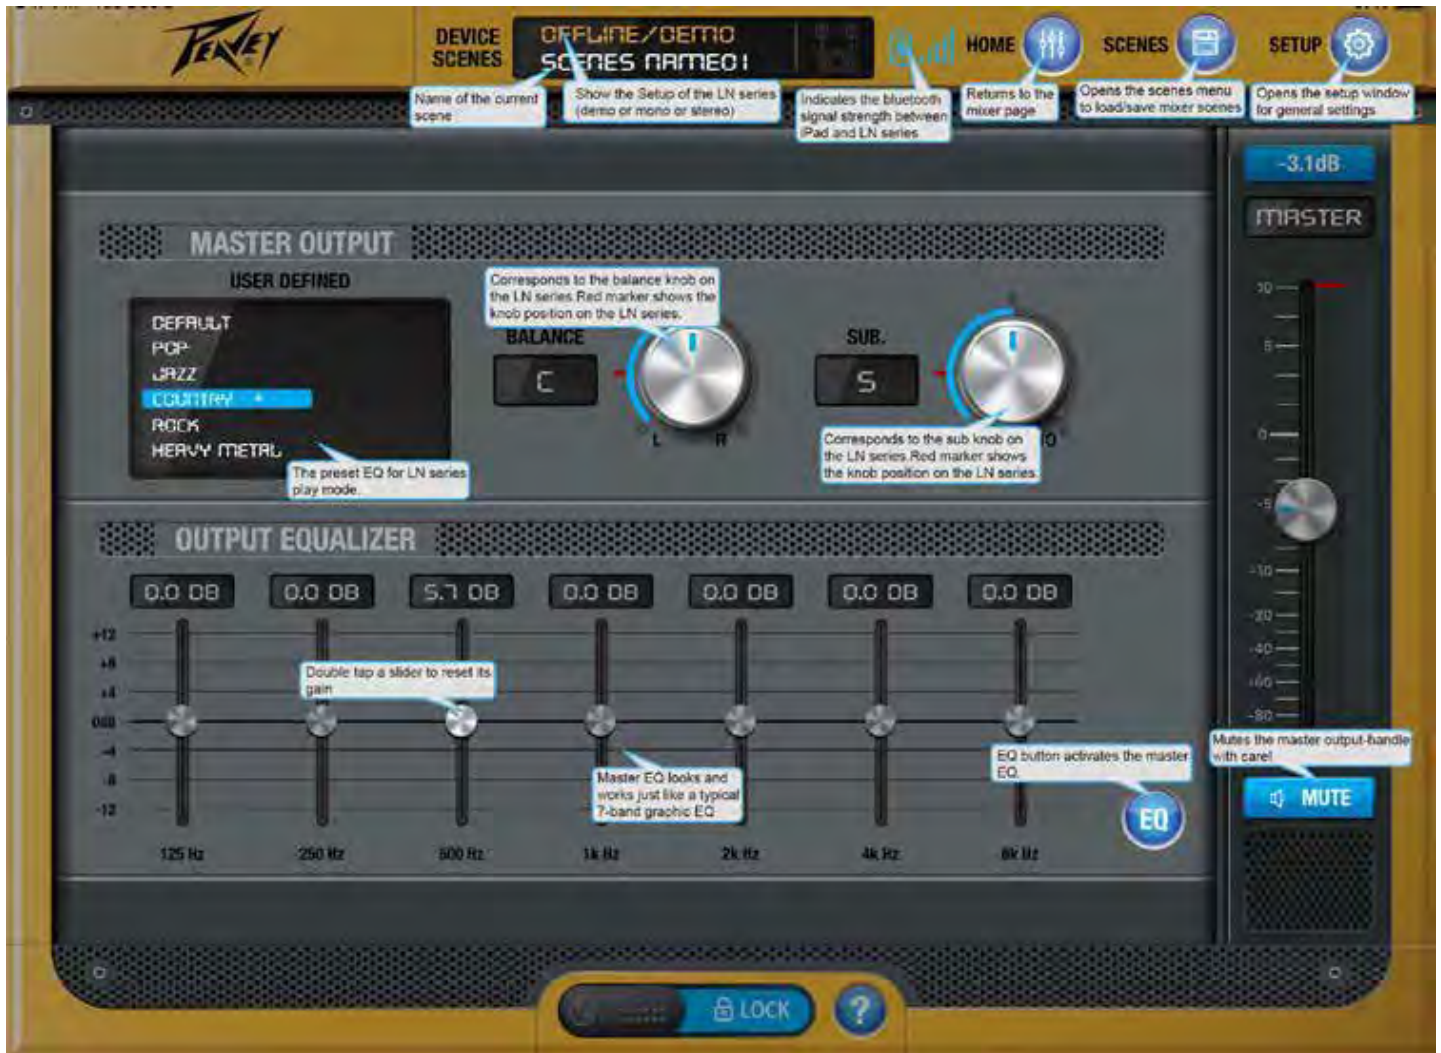 PEAVEY
DEVICE
SCENES
OFFLINE/DEMO
SCENES NAME01
HOME
SCENES
SETUP
Name of the current
scene
Show the Setup of the LN series
(demo or mono or stereo)
Indicates the bluetooth
signal strength between
iPad and LN series
Returns to the
mixer page
Opens the scenes menu
to load/save mixer scenes
Opens the setup window
for general settings
-3.1dB
MASTER
MASTER OUTPUT
USER DEFINED
DEFAULT
POP
JAZZ
COUNTRY *
ROCK
HEAVY METAL
The preset EQ for LN series
play mode.
Corresponds to the balance knob on
the LN series.Red marker shows the
knob position on the LN series.
BALANCE
C
L R
SUB.
5
Corresponds to the sub knob on
the LN series.Red marker shows
the knob position on the LN series
10
10
5
0
-5
-10
-20
-40
-60
-80
OUTPUT EQUALIZER
0.0 DB 0.0 DB 5.7 DB 0.0 DB 0.0 DB 0.0 DB 0.0 DB
+12
+8
+4
0dB
-4
-8
-12
Double tap a slider to reset its
gain
Master EQ looks and
works just like a typical
7-band graphic EQ
EQ button activates the master
EQ.
EQ
Mutes the master output-handle
with care!
MUTE
125 Hz 250 Hz 500 Hz 1k Hz 2k Hz 4k Hz 8k Hz
LOCK
?